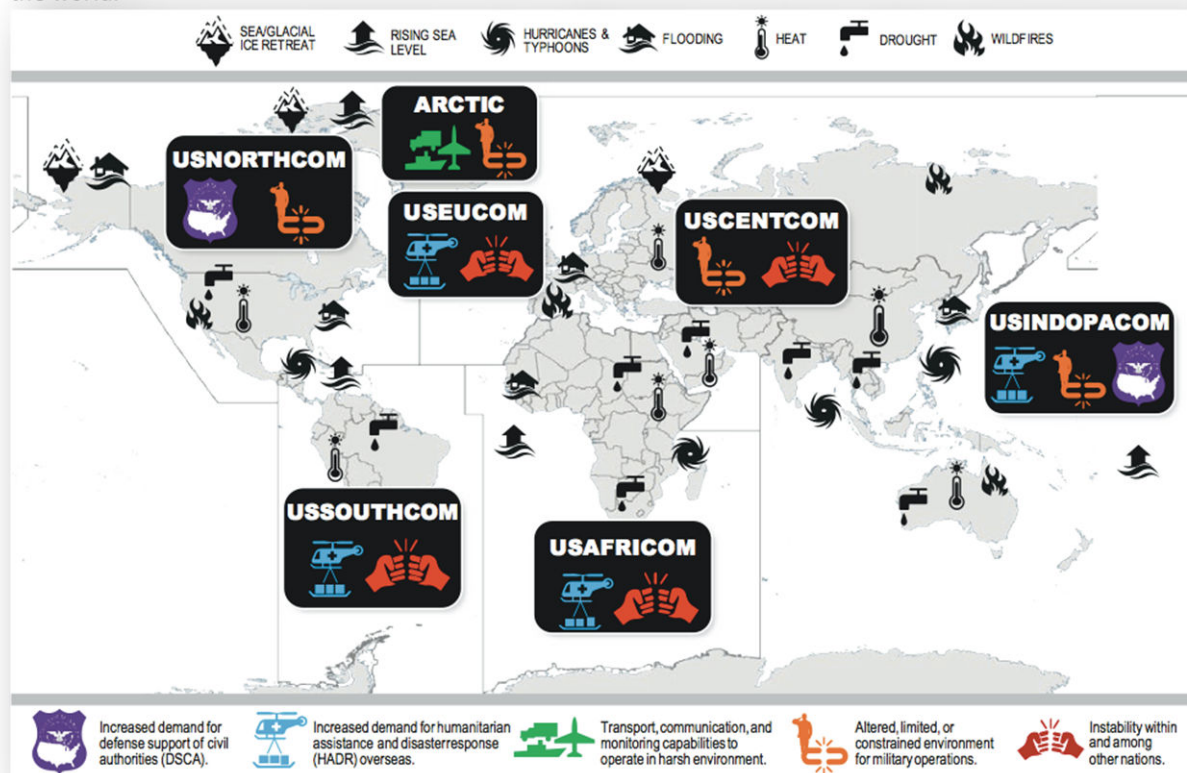 SEA/GLACIAL
ICE RETREAT
RISING SEA
LEVEL
HURRICANES &
TYPHOONS
FLOODING
HEAT
DROUGHT
WILDFIRES
ARCTIC
USNORTHCOM
USEUCOM
USCENTCOM
USINDOPACOM
USSOUTHCOM
USAFRICOM
Increased demand for
defense support of civil
authorities (DSCA).
Increased demand for humanitarian
assistance and disasterresponse
(HADR) overseas.
Transport, communication, and
monitoring capabilities to
operate in harsh environment.
Altered, limited, or
constrained environment
for military operations.
Instability within
and among
other nations.